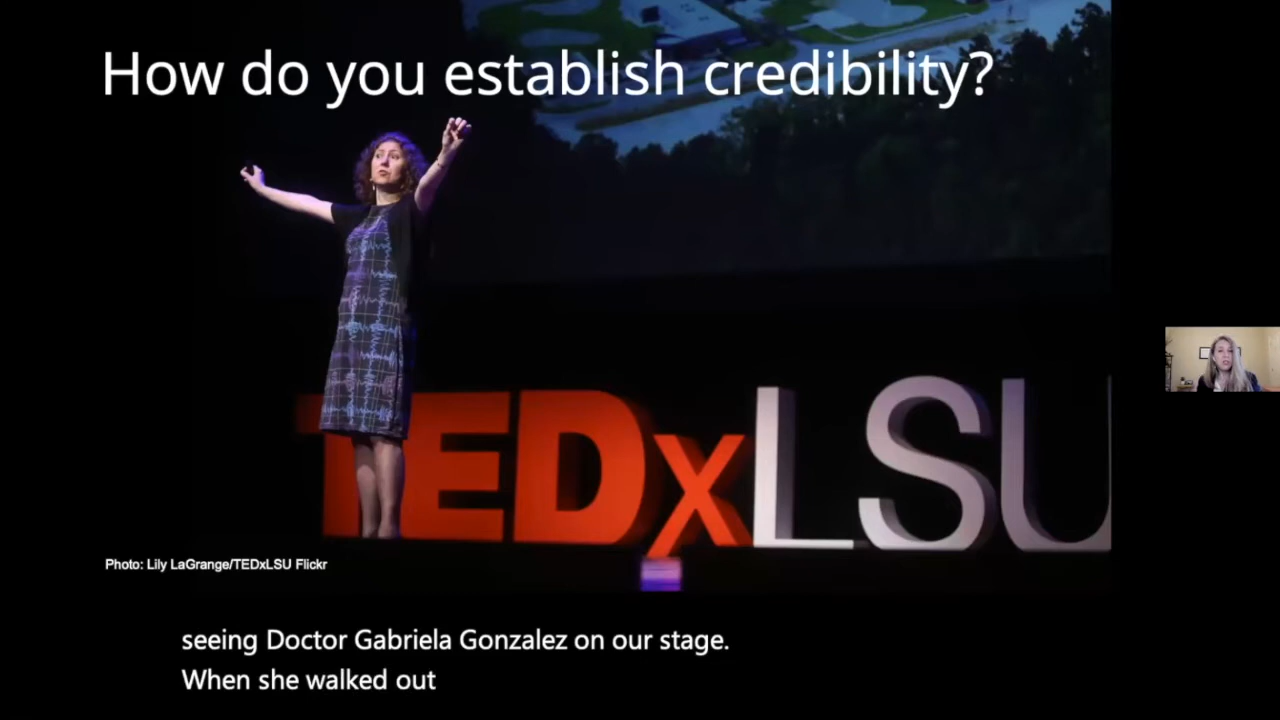 How do you establish credibility?
TEDxLSU
Photo: Lily LaGrange/TEDxLSU Flickr
seeing Doctor Gabriela Gonzalez on our stage.
When she walked out